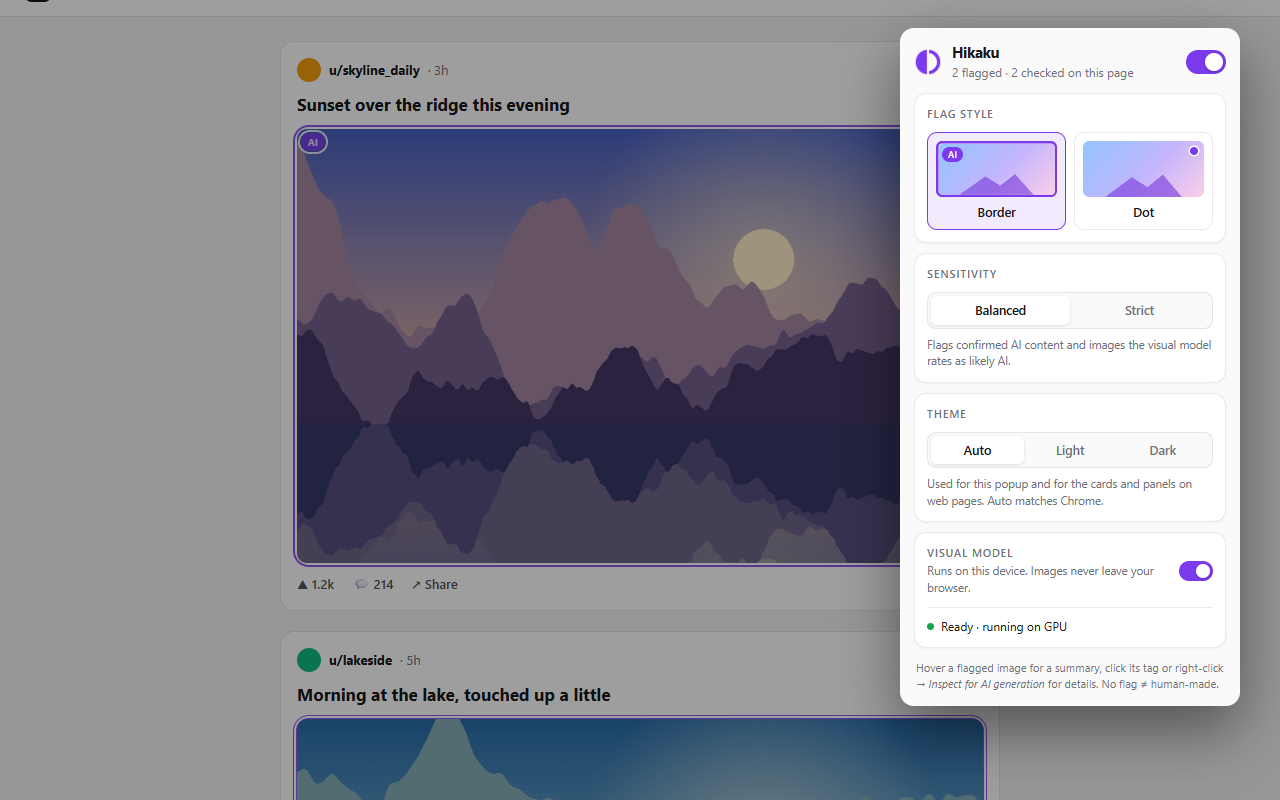 u/skyline_daily · 3h
Sunset over the ridge this evening
AI
▲ 1.2k 💬 214 ↗ Share
u/lakeside · 5h
Morning at the lake, touched up a little
Hikaku
2 flagged · 2 checked on this page
FLAG STYLE
AI
Border Dot
SENSITIVITY
Balanced Strict
Flags confirmed AI content and images the visual model
rates as likely AI.
THEME
Auto Light Dark
Used for this popup and for the cards and panels on
web pages. Auto matches Chrome.
VISUAL MODEL
Runs on this device. Images never leave your
browser.
Ready · running on GPU
Hover a flagged image for a summary, click its tag or right-click
→ Inspect for AI generation for details. No flag ≠ human-made.